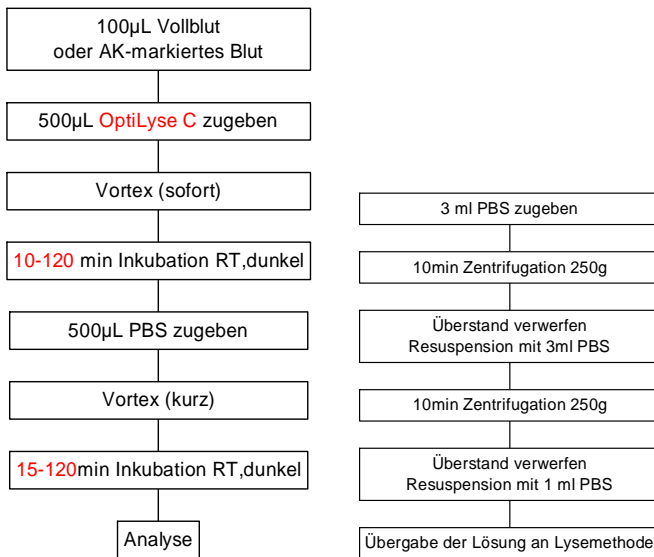 100µL Vollblut
oder AK-markiertes Blut
500µL OptiLyse C zugeben
Vortex (sofort)
10-120 min Inkubation RT,dunkel
500µL PBS zugeben
Vortex (kurz)
15-120min Inkubation RT,dunkel
Analyse
3 ml PBS zugeben
10min Zentrifugation 250g
Überstand verwerfen
Resuspension mit 3ml PBS
10min Zentrifugation 250g
Überstand verwerfen
Resuspension mit 1 ml PBS
Übergabe der Lösung an Lysemethode